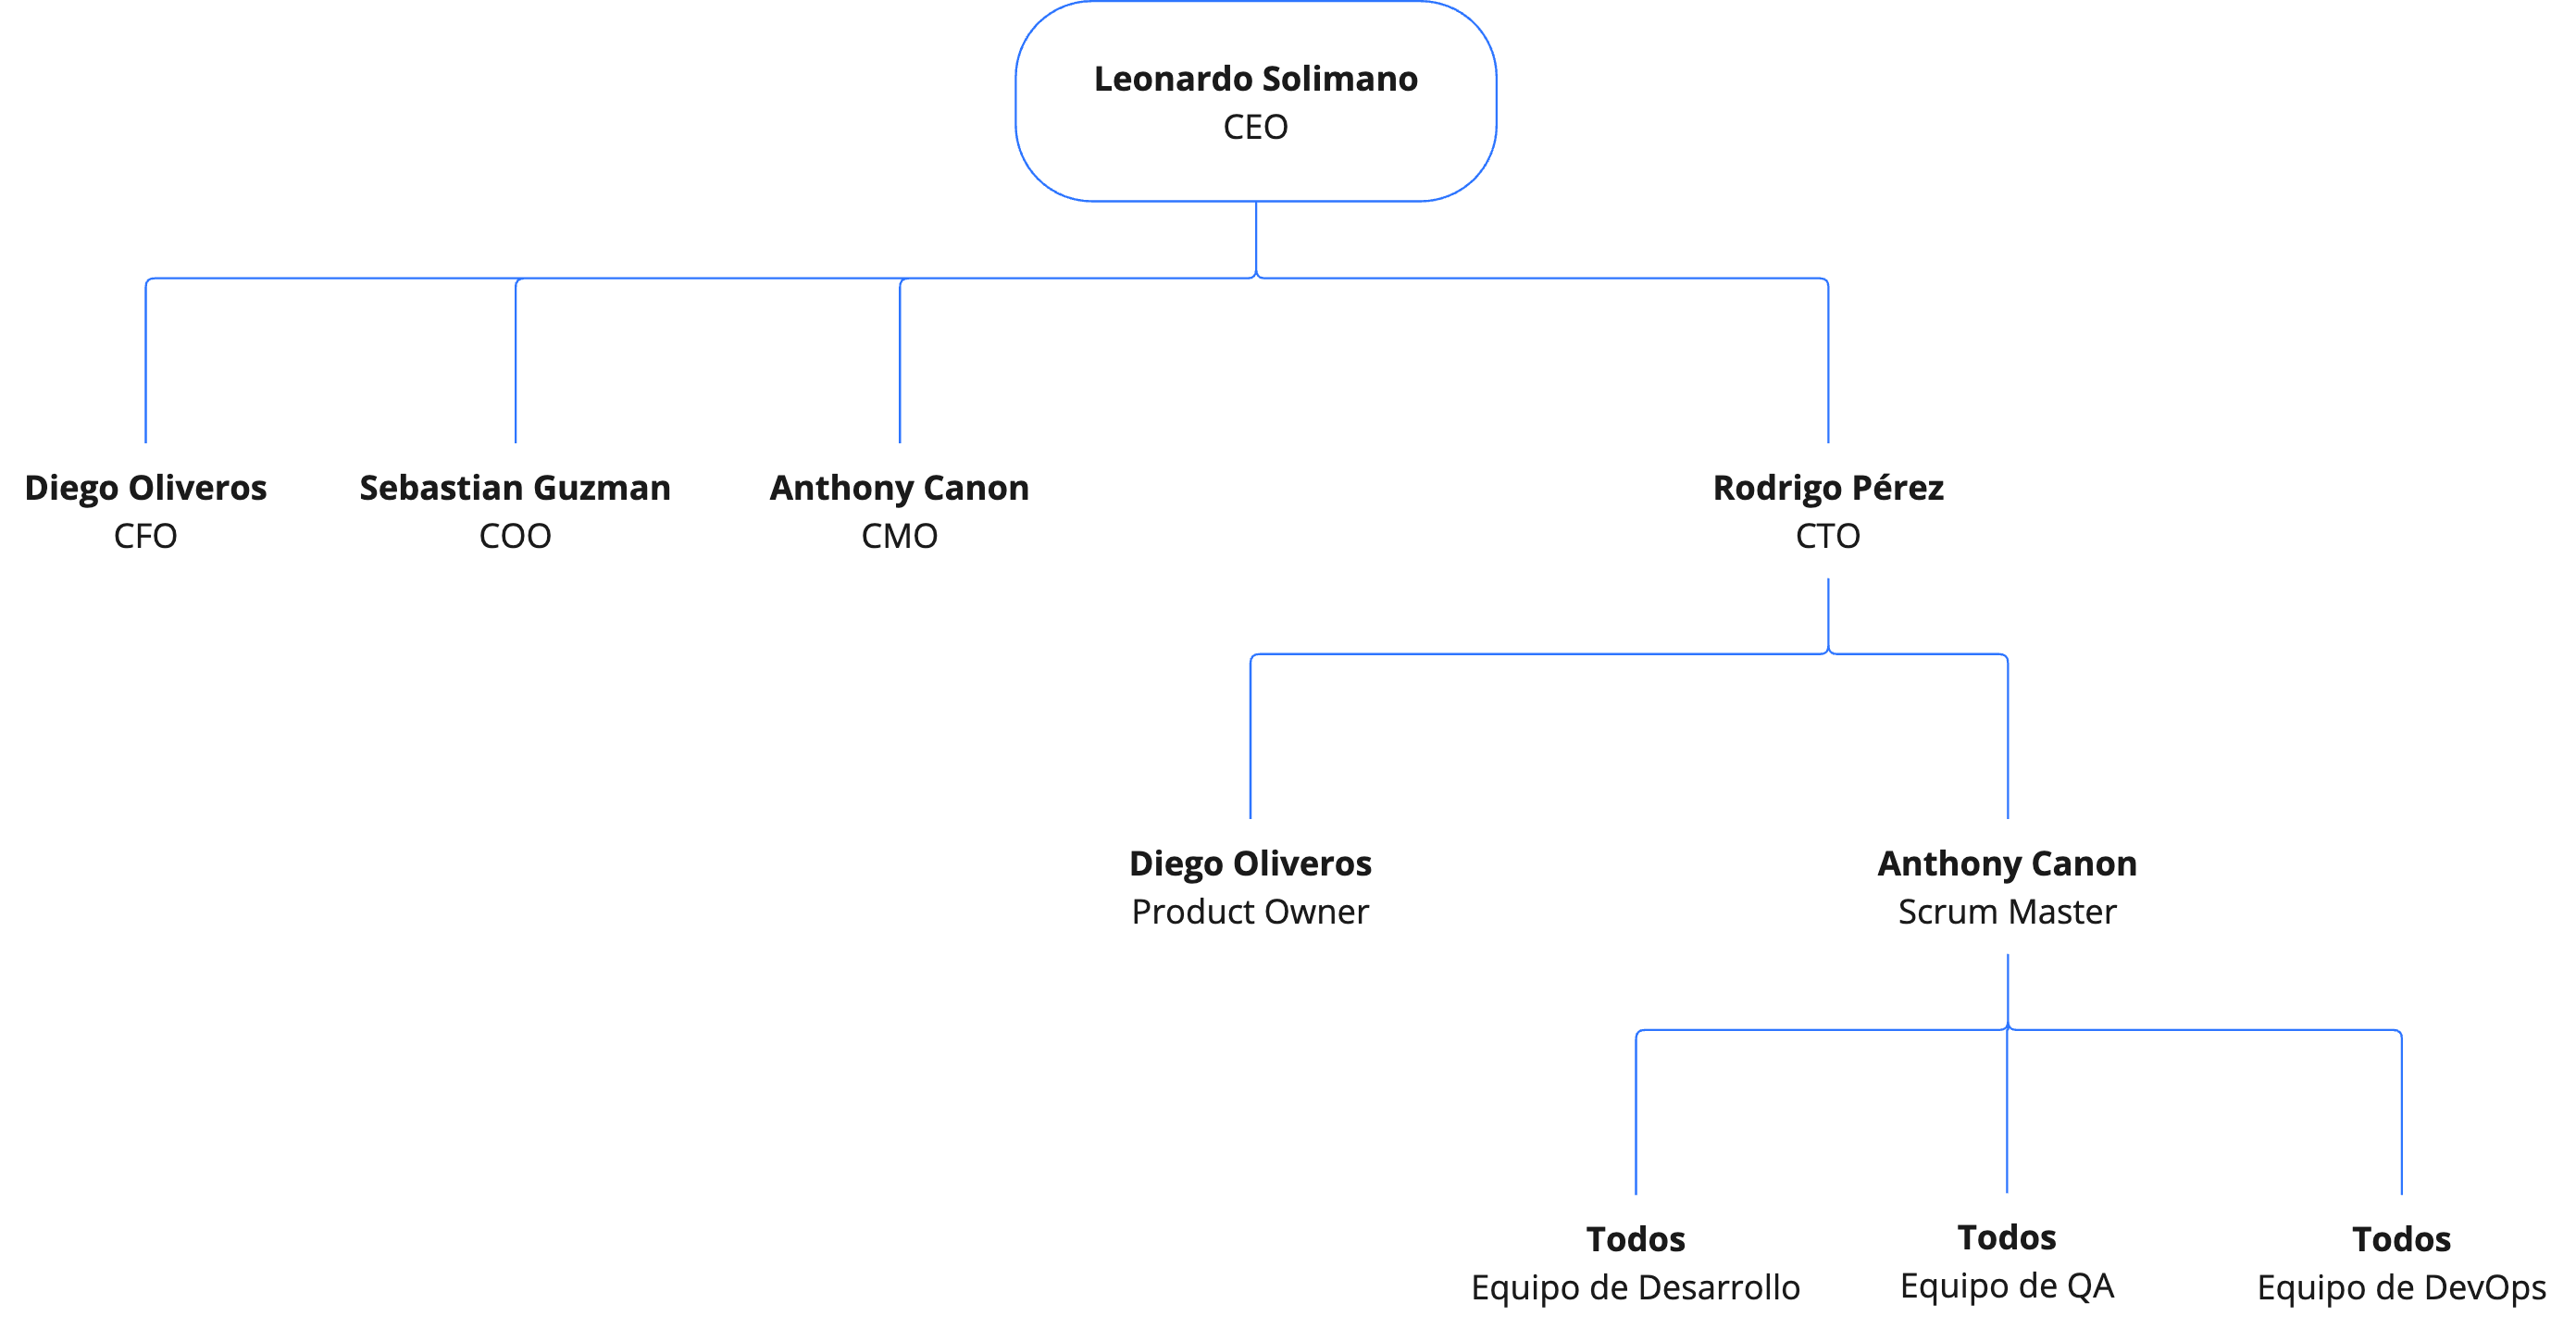 Leonardo Solimano
CEO
Diego Oliveros
CFO
Sebastian Guzman
COO
Anthony Canon
CMO
Rodrigo Pérez
CTO
Diego Oliveros
Product Owner
Anthony Canon
Scrum Master
Todos
Equipo de Desarrollo
Todos
Equipo de QA
Todos
Equipo de DevOps